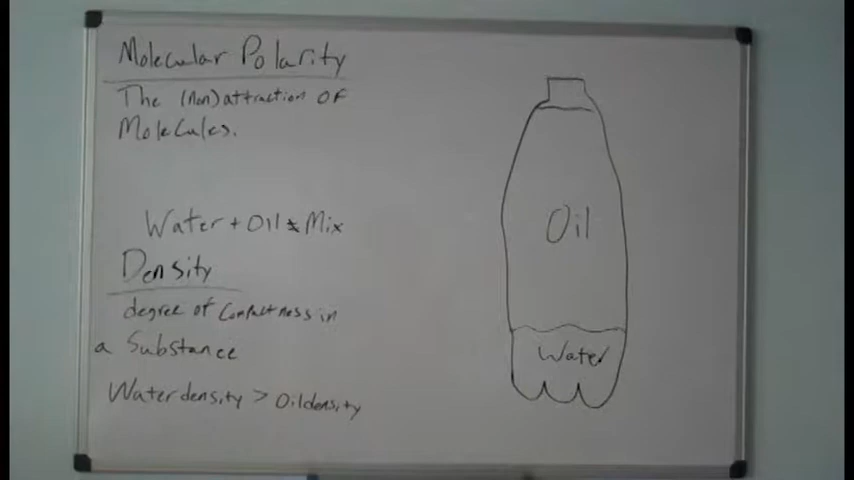 Molecular Polarity
The (non)attraction of
Molecules.
Water + Oil ≠ Mix
Density
degree of compactness in
a Substance
Water density > Oil density
Oil
Water